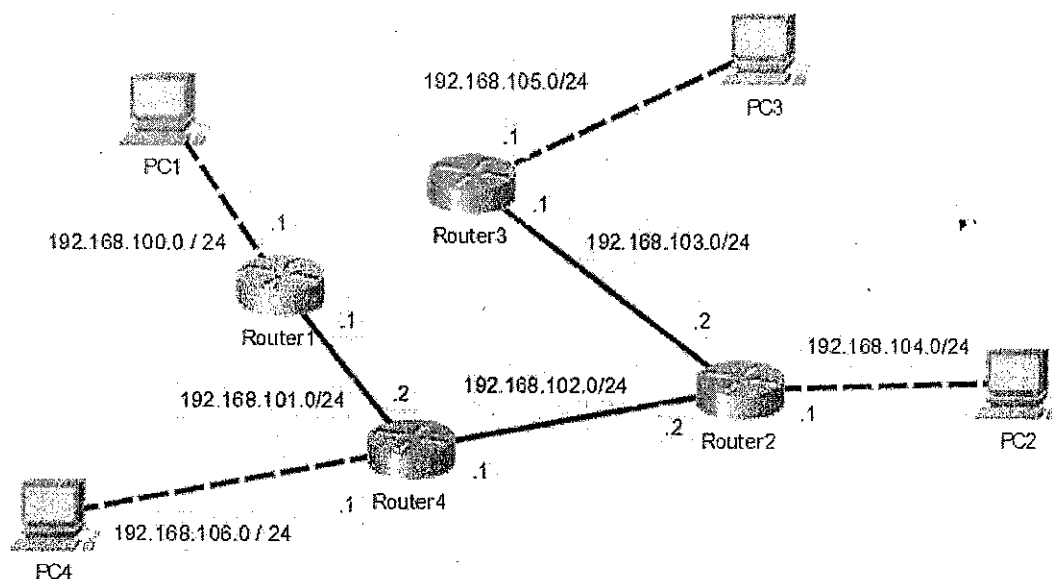 192.168.105.0/24
PC3
PC1
.1
.1
.1
Router3
192.168.100.0 / 24
192.168.103.0/24
Router1
.1
.2
192.168.104.0/24
192.168.101.0/24
.2
192.168.102.0/24
.2
Router2
.1
PC2
.1
Router4
.1
192.168.106.0 / 24
PC4